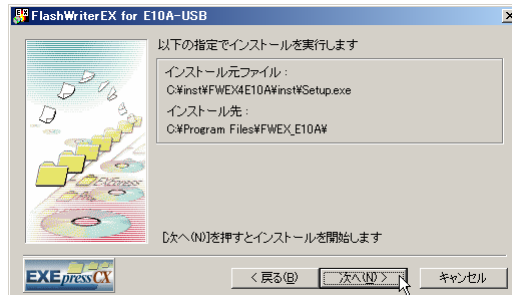 FlashWriterEX for E10A-USB
以下の指定でインストールを実行します
インストール元ファイル：
C:¥inst¥FWEX4E10A¥inst¥Setup.exe
インストール先：
C:¥Program Files¥FWEX_E10A¥
[次へ(N)]を押すとインストールを開始します
EXEpressCX
< 戻る(B)
次へ(N) >
キャンセル